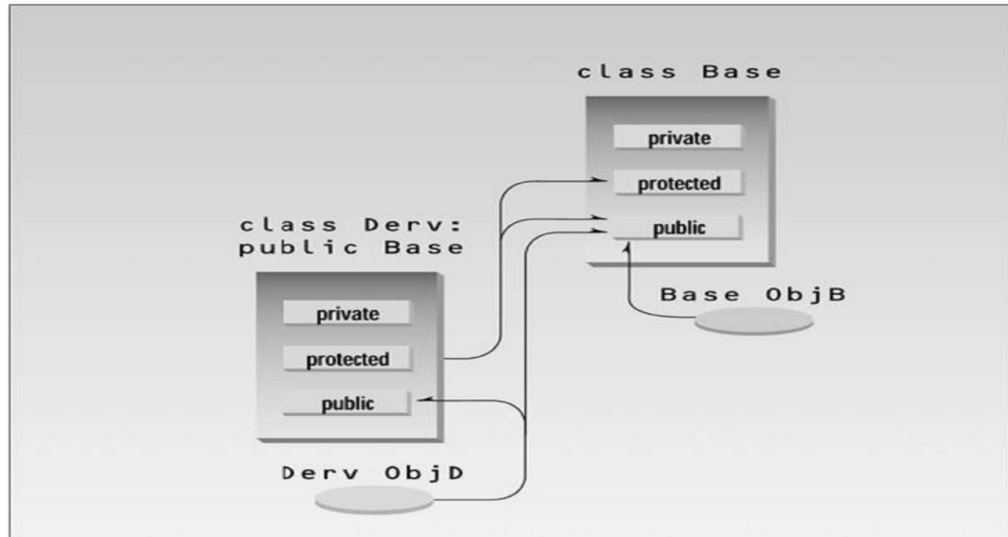 class Base
private
protected
public
class Derv:
public Base
Base ObjB
private
protected
public
Derv ObjD